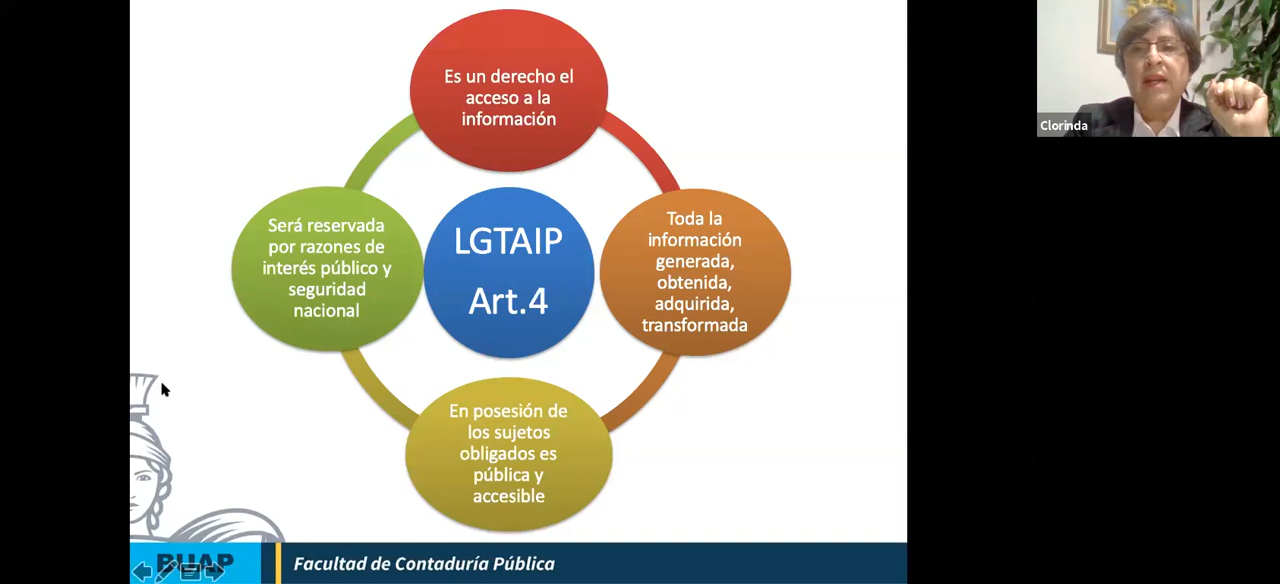 Es un derecho el
acceso a la
información
Clorinda
Será reservada
por razones de
interés público y
seguridad
nacional
LGTAIP
Art.4
Toda la
información
generada,
obtenida,
adquirida,
transformada
En posesión de
los sujetos
obligados es
pública y
accesible
BUAP
Facultad de Contaduría Pública